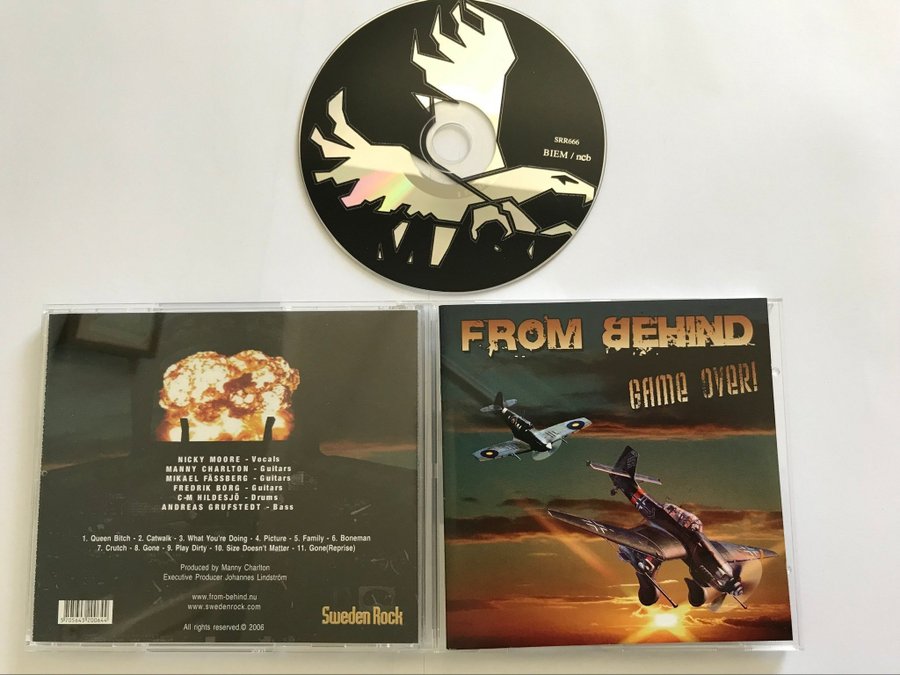 SRR666
BIEM / ncb
FROM BEHIND
GAME OVER!
NICKY MOORE - Vocals
MANNY CHARLTON - Guitars
MIKAEL FÄSSBERG - Guitars
FREDRIK BORG - Guitars
C-M HILDESJÖ - Drums
ANDREAS GRUFSTEDT - Bass
1. Queen Bitch - 2. Catwalk - 3. What You're Doing - 4. Picture - 5. Family - 6. Boneman
7. Crutch - 8. Gone - 9. Play Dirty - 10. Size Doesn't Matter - 11. Gone(Reprise)
Produced by Manny Charlton
Executive Producer Johannes Lindström
www.from-behind.nu
www.swedenrock.com
All rights served.© 2006
5705643200644
Sweden Rock